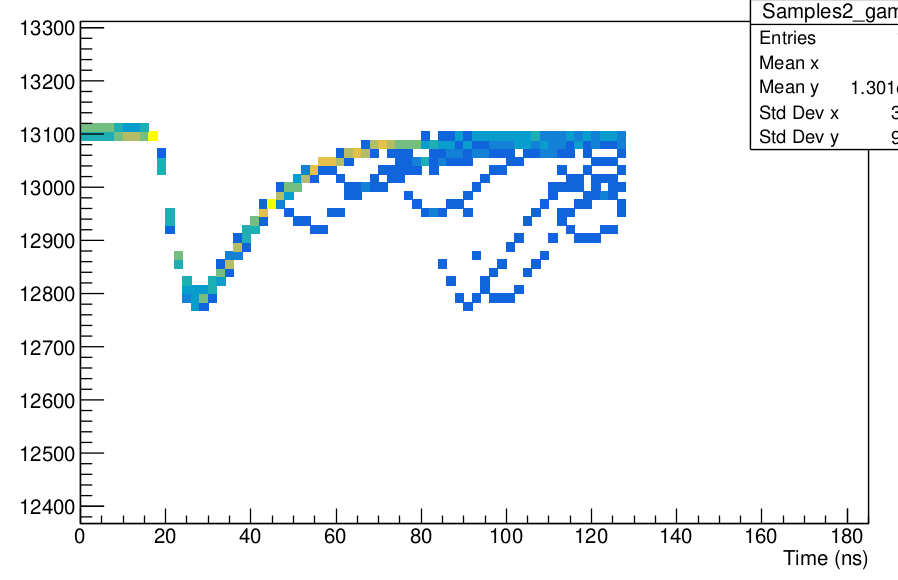 Samples2_gam
Entries
Mean x
Mean y 1.301
Std Dev x 3
Std Dev y 9
13300
13200
13100
13000
12900
12800
12700
12600
12500
12400
0 20 40 60 80 100 120 140 160 180
Time (ns)